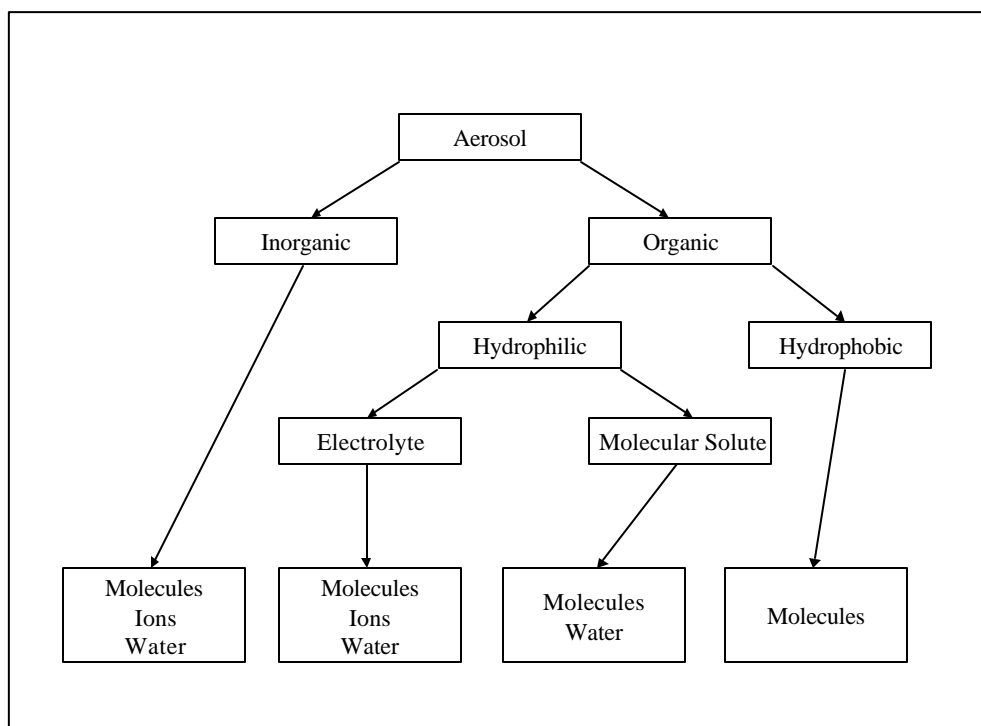 Aerosol
Inorganic
Organic
Hydrophilic
Hydrophobic
Electrolyte
Molecular Solute
Molecules
Ions
Water
Molecules
Ions
Water
Molecules
Water
Molecules